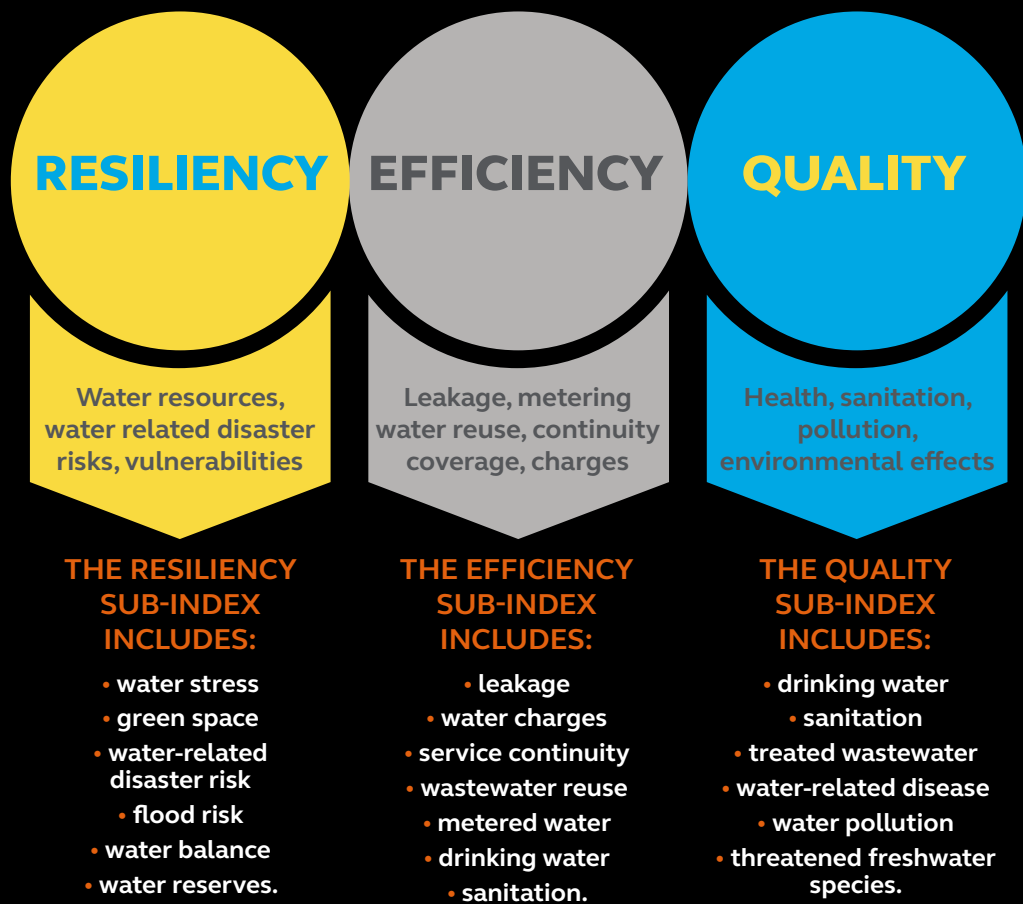 RESILIENCY
Water resources,
water related disaster
risks, vulnerabilities
THE RESILIENCY
SUB-INDEX
INCLUDES:
• water stress
• green space
• water-related
disaster risk
• flood risk
• water balance
• water reserves.
EFFICIENCY
Leakage, metering
water reuse, continuity
coverage, charges
THE EFFICIENCY
SUB-INDEX
INCLUDES:
• leakage
• water charges
• service continuity
• wastewater reuse
• metered water
• drinking water
• sanitation.
QUALITY
Health, sanitation,
pollution,
environmental effects
THE QUALITY
SUB-INDEX
INCLUDES:
• drinking water
• sanitation
• treated wastewater
• water-related disease
• water pollution
• threatened freshwater
species.